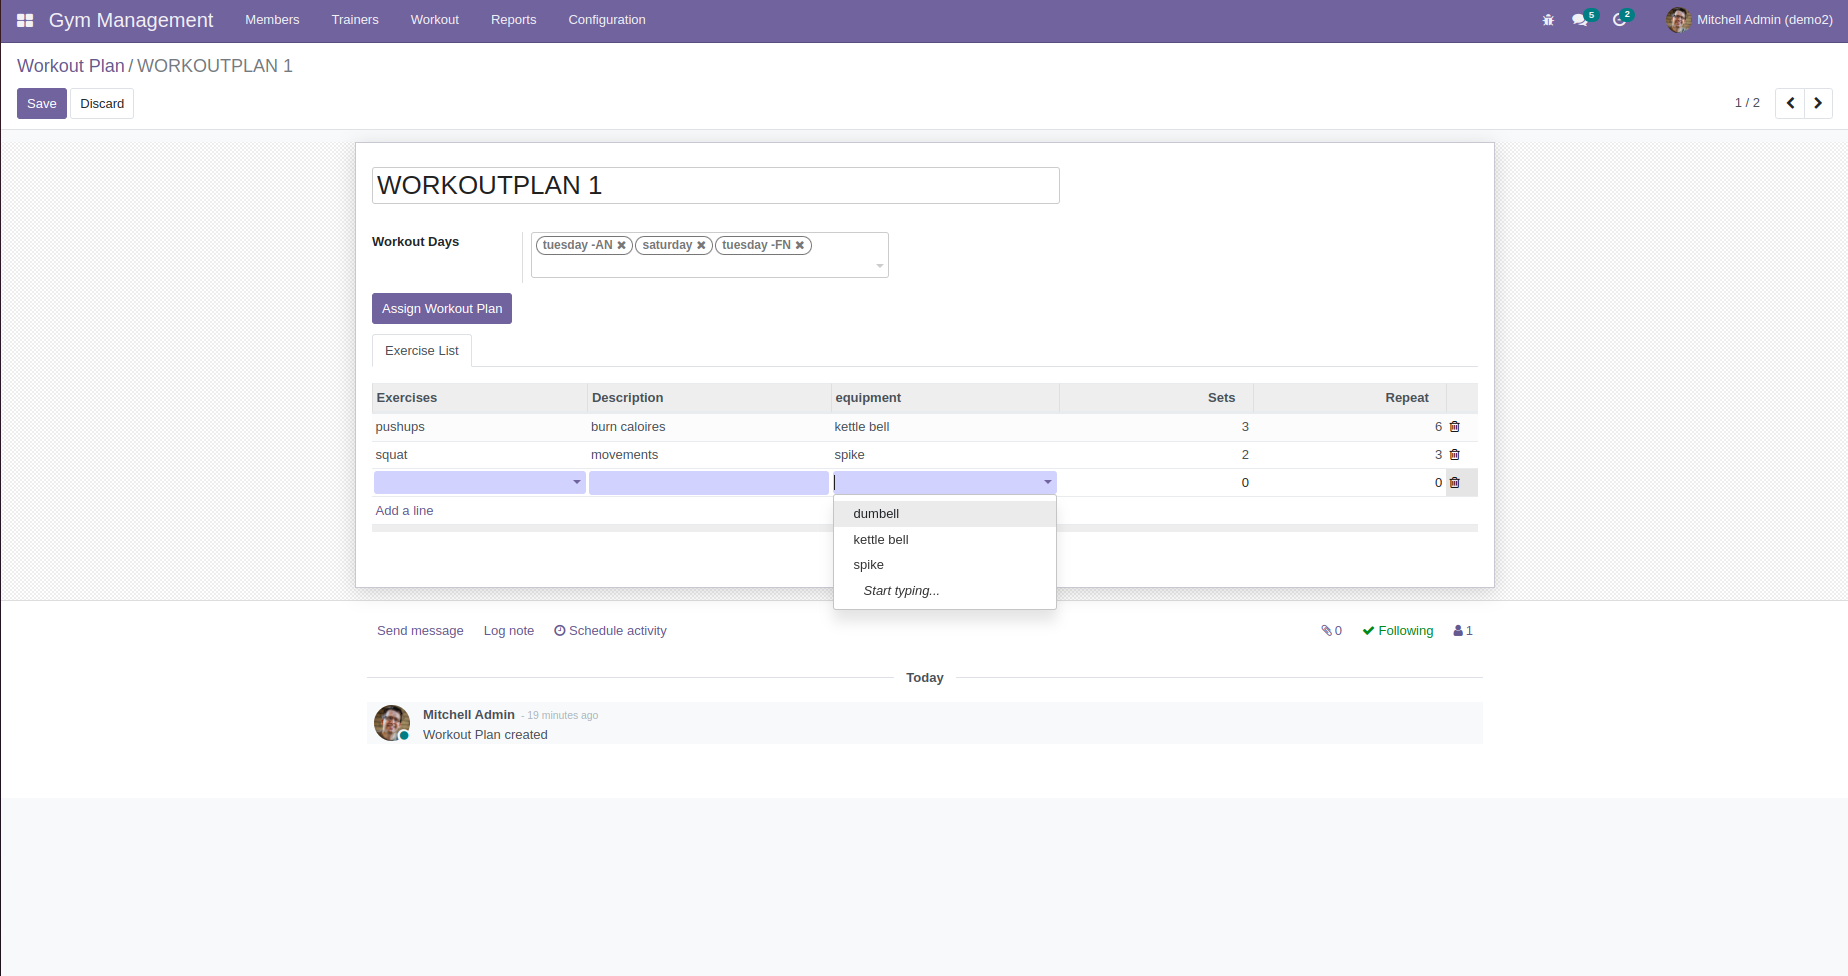 Gym Management Members Trainers Workout Reports Configuration 5 2 Mitchell Admin (demo2)
Workout Plan / WORKOUTPLAN 1
Save Discard 1 / 2
WORKOUTPLAN 1
Workout Days tuesday -AN ✖ saturday ✖ tuesday -FN ✖
Assign Workout Plan
Exercise List
Exercises Description equipment Sets Repeat
pushups burn caloires kettle bell 3 6
squat movements spike 2 3
0 0
Add a line
dumbell
kettle bell
spike
Start typing...
Send message Log note Schedule activity 0 Following 1
Today
Mitchell Admin - 19 minutes ago
Workout Plan created